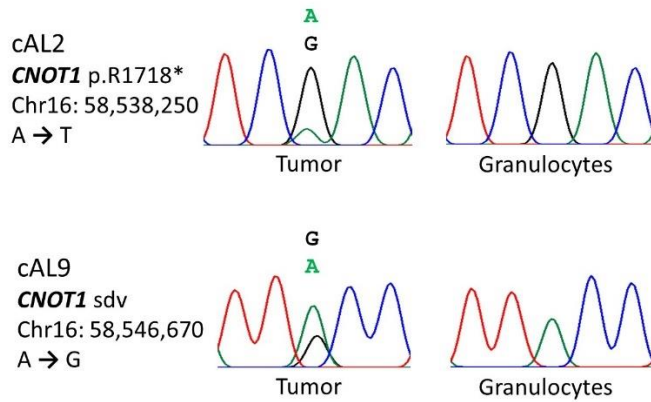 cAL2
CNOT1 p.R1718*
Chr16: 58,538,250
A → T
A
G
Tumor
Granulocytes
cAL9
CNOT1 sdv
Chr16: 58,546,670
A → G
G
A
Tumor
Granulocytes